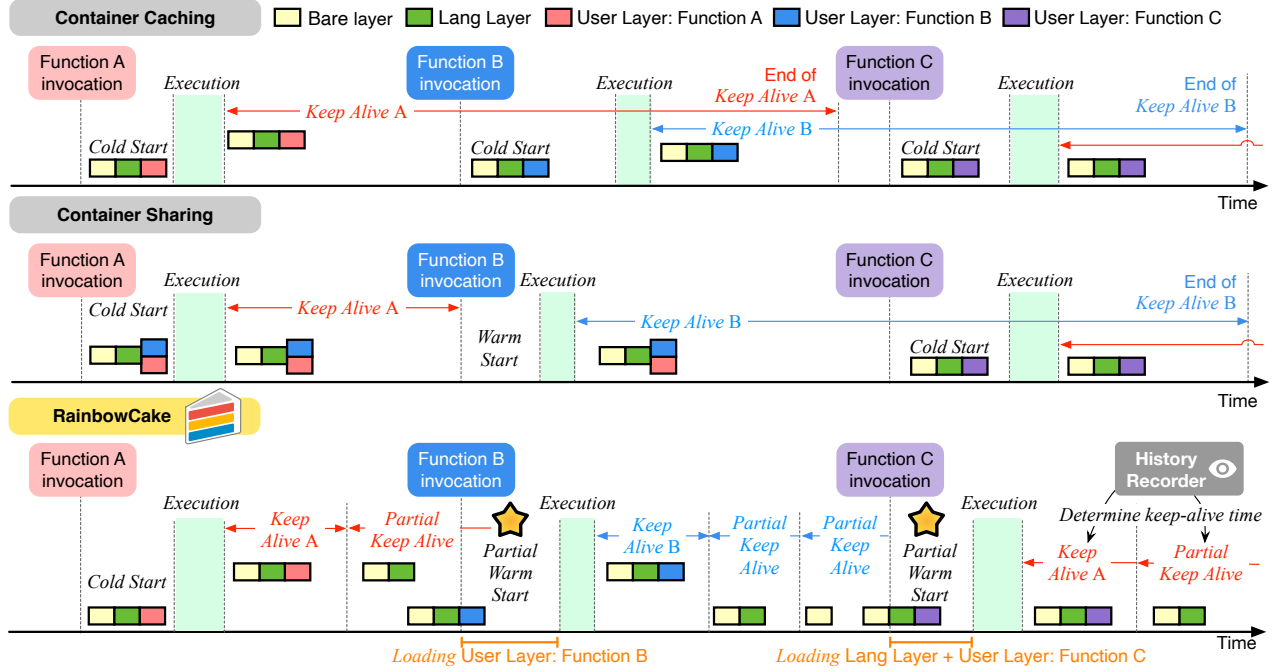 Container Caching
Bare layer
Lang Layer
User Layer: Function A
User Layer: Function B
User Layer: Function C
Function A
invocation
Execution
Keep Alive A
Cold Start
Function B
invocation
Execution
End of
Keep Alive A
Keep Alive B
Cold Start
Function C
invocation
Execution
End of
Keep Alive B
Cold Start
Time
Container Sharing
Function A
invocation
Execution
Cold Start
Keep Alive A
Function B
invocation
Execution
Warm
Start
Keep Alive B
Function C
invocation
Execution
End of
Keep Alive B
Cold Start
Time
RainbowCake
Function A
invocation
Execution
Cold Start
Keep
Alive A
Partial
Keep Alive
Function B
invocation
Partial
Warm
Start
Execution
Keep
Alive B
Partial
Keep
Alive
Partial
Keep
Alive
Function C
invocation
Partial
Warm
Start
Execution
History
Recorder
Determine keep-alive time
Keep
Alive A
Partial
Keep Alive
Time
Loading User Layer: Function B
Loading Lang Layer + User Layer: Function C